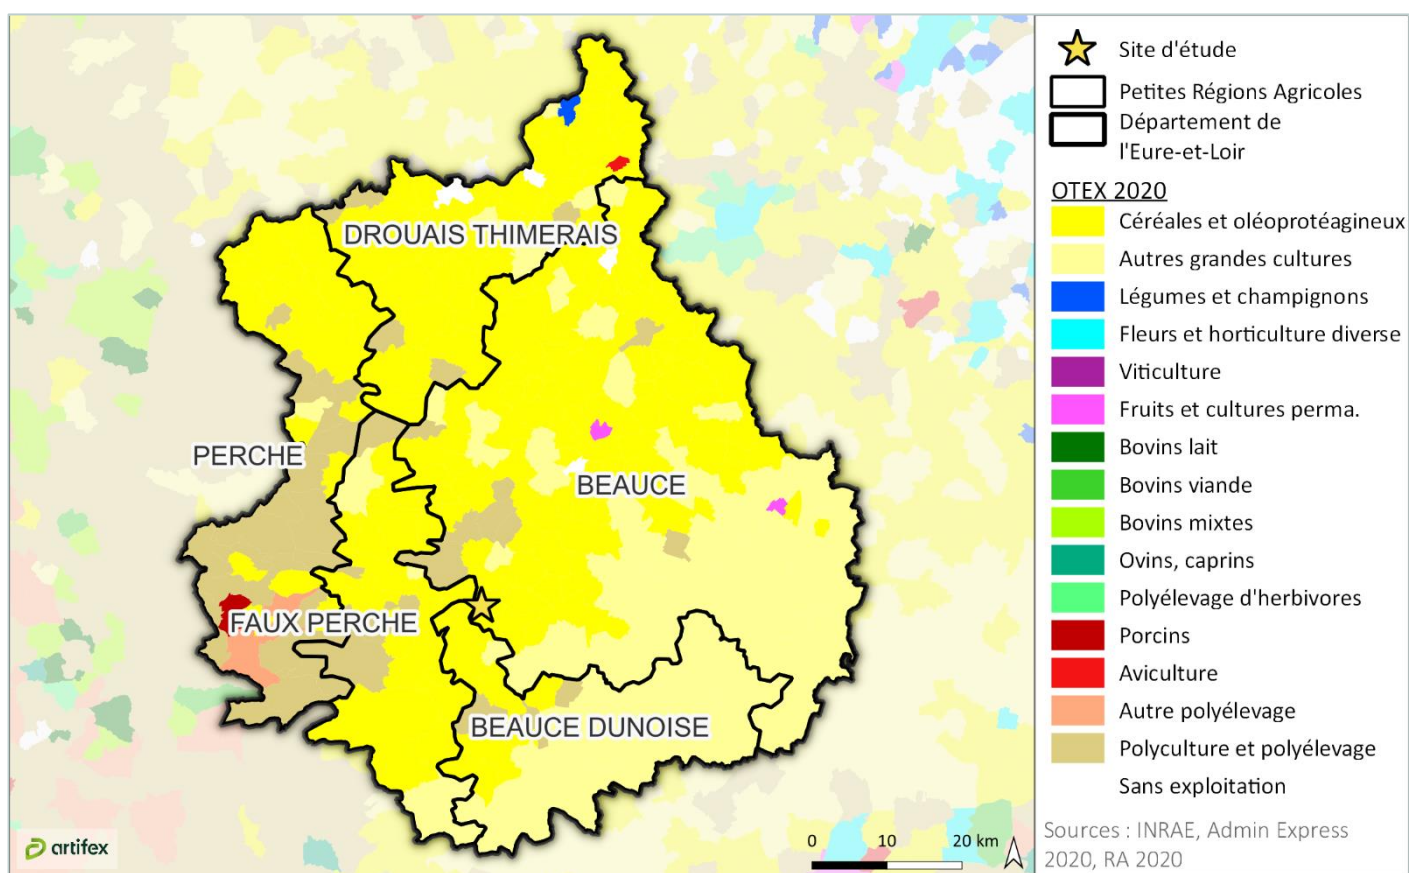 DROUAIS THIMERAIS
PERCHE
BEAUCE
FAUX PERCHE
BEAUCE DUNOISE
artifex
0 10 20 km
Site d'étude
Petites Régions Agricoles
Département de
l'Eure-et-Loir
OTEX 2020
Céréales et oléoprotéagineux
Autres grandes cultures
Légumes et champignons
Fleurs et horticulture diverse
Viticulture
Fruits et cultures perma.
Bovins lait
Bovins viande
Bovins mixtes
Ovins, caprins
Polyélevage d'herbivores
Porcins
Aviculture
Autre polyélevage
Polyculture et polyélevage
Sans exploitation
Sources : INRAE, Admin Express
2020, RA 2020